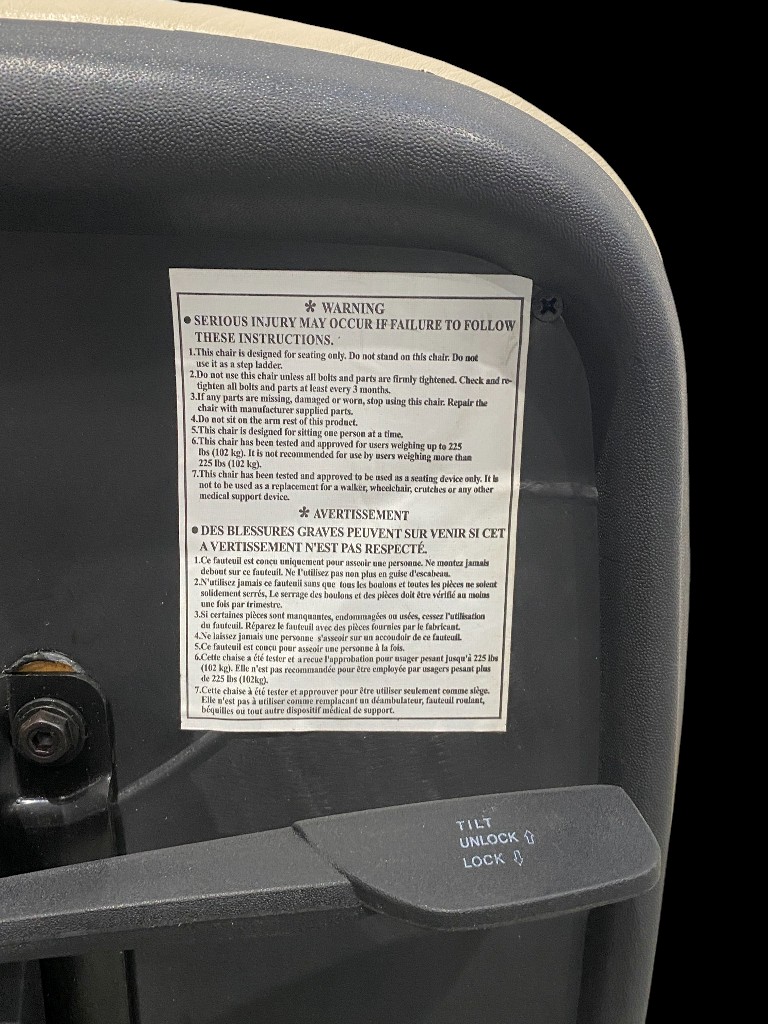 * WARNING
• SERIOUS INJURY MAY OCCUR IF FAILURE TO FOLLOW
THESE INSTRUCTIONS.
1.This chair is designed for seating only. Do not stand on this chair. Do not
use it as a step ladder.
2.Do not use this chair unless all bolts and parts are firmly tightened. Check and re-
tighten all bolts and parts at least every 3 months.
3.If any parts are missing, damaged or worn, stop using this chair. Repair the
chair with manufacturer supplied parts.
4.Do not sit on the arm rest of this product.
5.This chair is designed for sitting one person at a time.
6.This chair has been tested and approved for users weighing up to 225
lbs (102 kg). It is not recommended for use by users weighing more than
225 lbs (102 kg).
7.This chair has been tested and approved to be used as a seating device only. It is
not to be used as a replacement for a walker, wheelchair, crutches or any other
medical support device.
* AVERTISSEMENT
• DES BLESSURES GRAVES PEUVENT SUR VENIR SI CET
A VERTISSEMENT N'EST PAS RESPECTÉ.
1.Ce fauteuil est concu uniquement pour asseoir une personne. Ne montez jamais
debout sur ce fauteuil. Ne l'utilisez pas non plus en guise d'escabeau.
2.N'utilisez jamais ce fauteuil sans que tous les boulons et toutes les pièces ne soient
solidement serrés, Le serrage des boulons et des pièces doit être vérifié au moins
une fois par trimestre.
3.Si certaines pièces sont manquantes, endommagées ou usées, cessez l'utilisation
du fauteuil. Réparez le fauteuil avec des pièces fournies par le fabricant.
4.Ne laissez jamais une personne s'asseoir sur un accoudoir de ce fauteuil.
5.Ce fauteuil est concu pour asseoir une personne à la fois.
6.Cette chaise a été tester et a recue l'approbation pour usager pesant jusqu'à 225 lbs
(102 kg). Elle n'est pas recommandée pour être employée par usagers pesant plus
de 225 lbs (102kg).
7.Cette chaise à été tester et approuver pour être utiliser seulement comme siège.
Elle n'est pas à utiliser comme remplacant un déambulateur, fauteuil roulant,
béquilles ou tout autre dispositif médical de support.
TILT
UNLOCK ⇧
LOCK ⇩